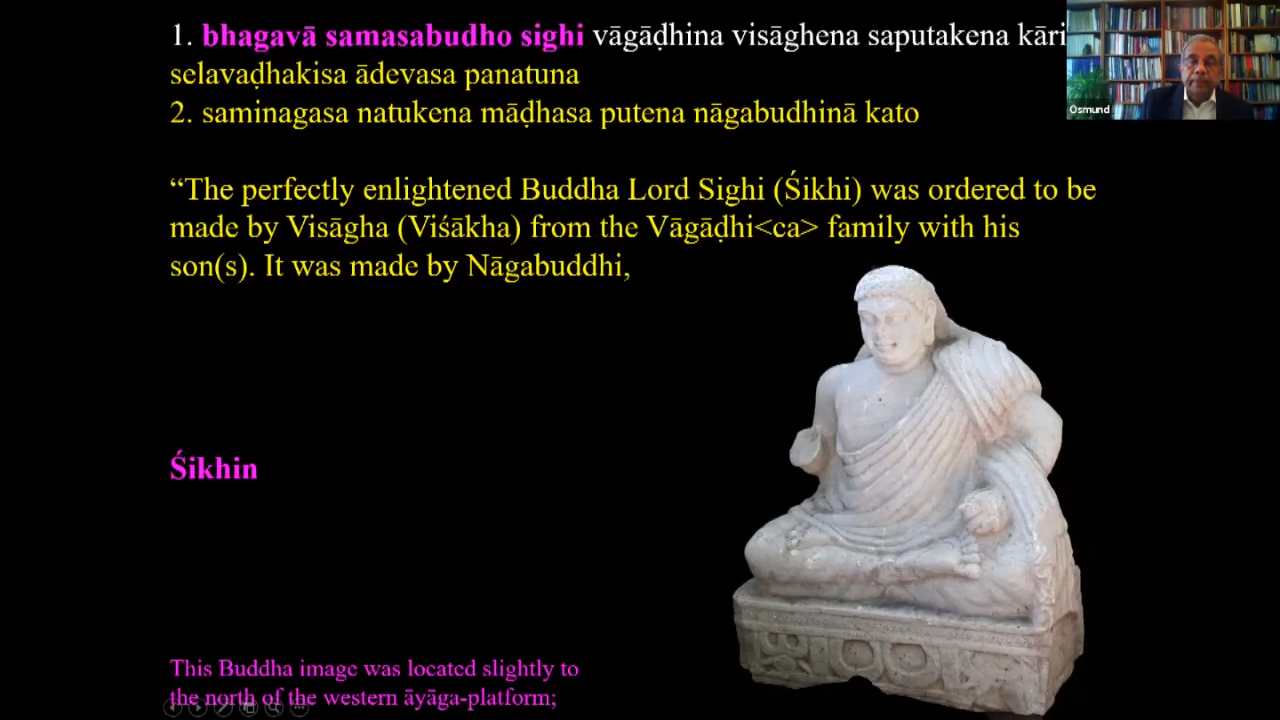 1. bhagavā samasabudho sighi vāgāḍhina visāghena saputakena kāri
selavaḍhakisa ādevasa panatuna
2. saminagasa natukena māḍhasa putena nāgabudhinā kato
Osmund
“The perfectly enlightened Buddha Lord Sighi (Śikhi) was ordered to be
made by Visāgha (Viśākha) from the Vāgāḍhi<ca> family with his
son(s). It was made by Nāgabuddhi,
Śikhin
This Buddha image was located slightly to
the north of the western āyāga-platform;